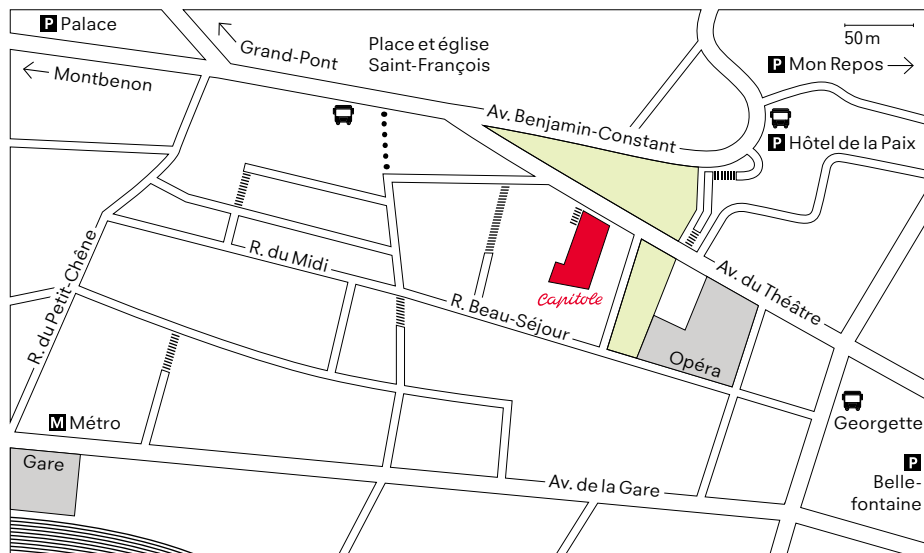 P Palace
Grand-Pont
Place et église
Saint-François
50 m
Montbenon
P Mon Repos
Av. Benjamin-Constant
P Hôtel de la Paix
R. du Petit-Chêne
R. du Midi
Capitole
R. Beau-Séjour
Av. du Théâtre
Opéra
M Métro
Georgette
Gare
Av. de la Gare
P
Belle-
fontaine